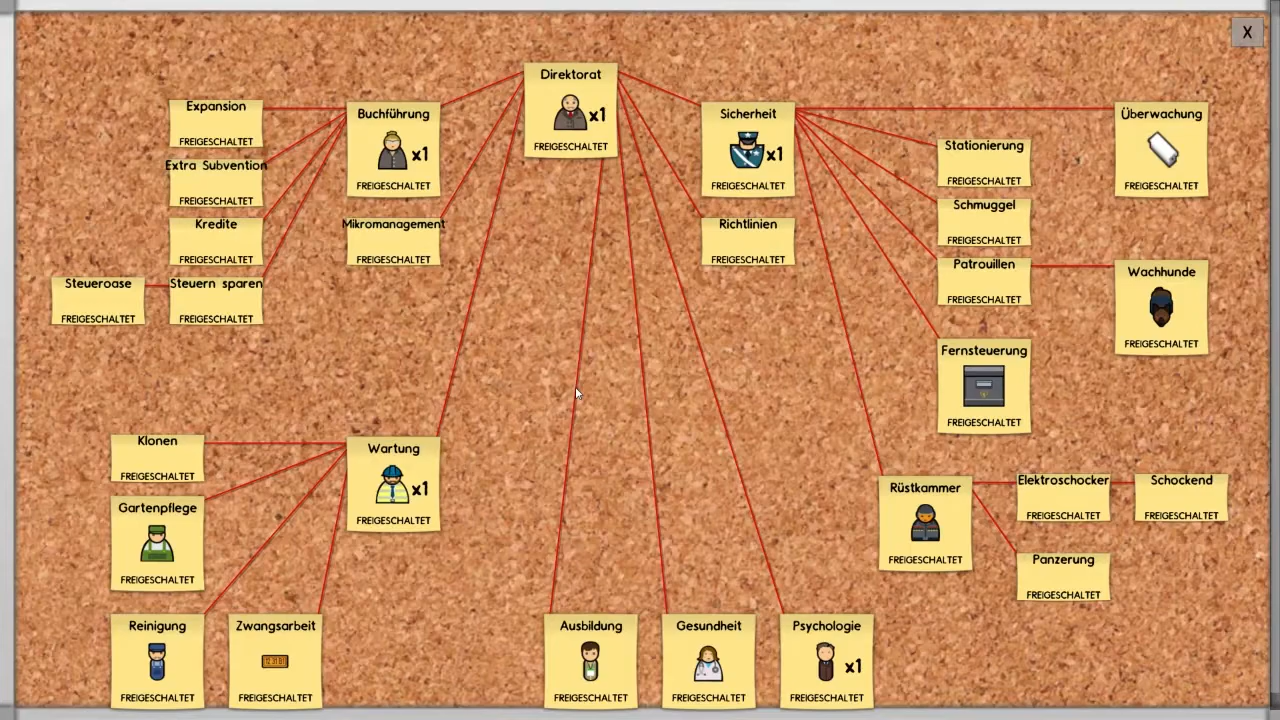 X
Direktorat
x1
FREIGESCHALTET
Expansion
FREIGESCHALTET
Extra Subvention
FREIGESCHALTET
Kredite
FREIGESCHALTET
Steuern sparen
FREIGESCHALTET
Steueroase
FREIGESCHALTET
Buchführung
x1
FREIGESCHALTET
Mikromanagement
FREIGESCHALTET
Sicherheit
x1
FREIGESCHALTET
Richtlinien
FREIGESCHALTET
Stationierung
FREIGESCHALTET
Schmuggel
FREIGESCHALTET
Patrouillen
FREIGESCHALTET
Fernsteuerung
FREIGESCHALTET
Überwachung
FREIGESCHALTET
Wachhunde
FREIGESCHALTET
Klonen
FREIGESCHALTET
Gartenpflege
FREIGESCHALTET
Wartung
x1
FREIGESCHALTET
Reinigung
FREIGESCHALTET
Zwangsarbeit
FREIGESCHALTET
Ausbildung
FREIGESCHALTET
Gesundheit
FREIGESCHALTET
Psychologie
x1
FREIGESCHALTET
Rüstkammer
FREIGESCHALTET
Elektroschocker
FREIGESCHALTET
Schockend
FREIGESCHALTET
Panzerung
FREIGESCHALTET